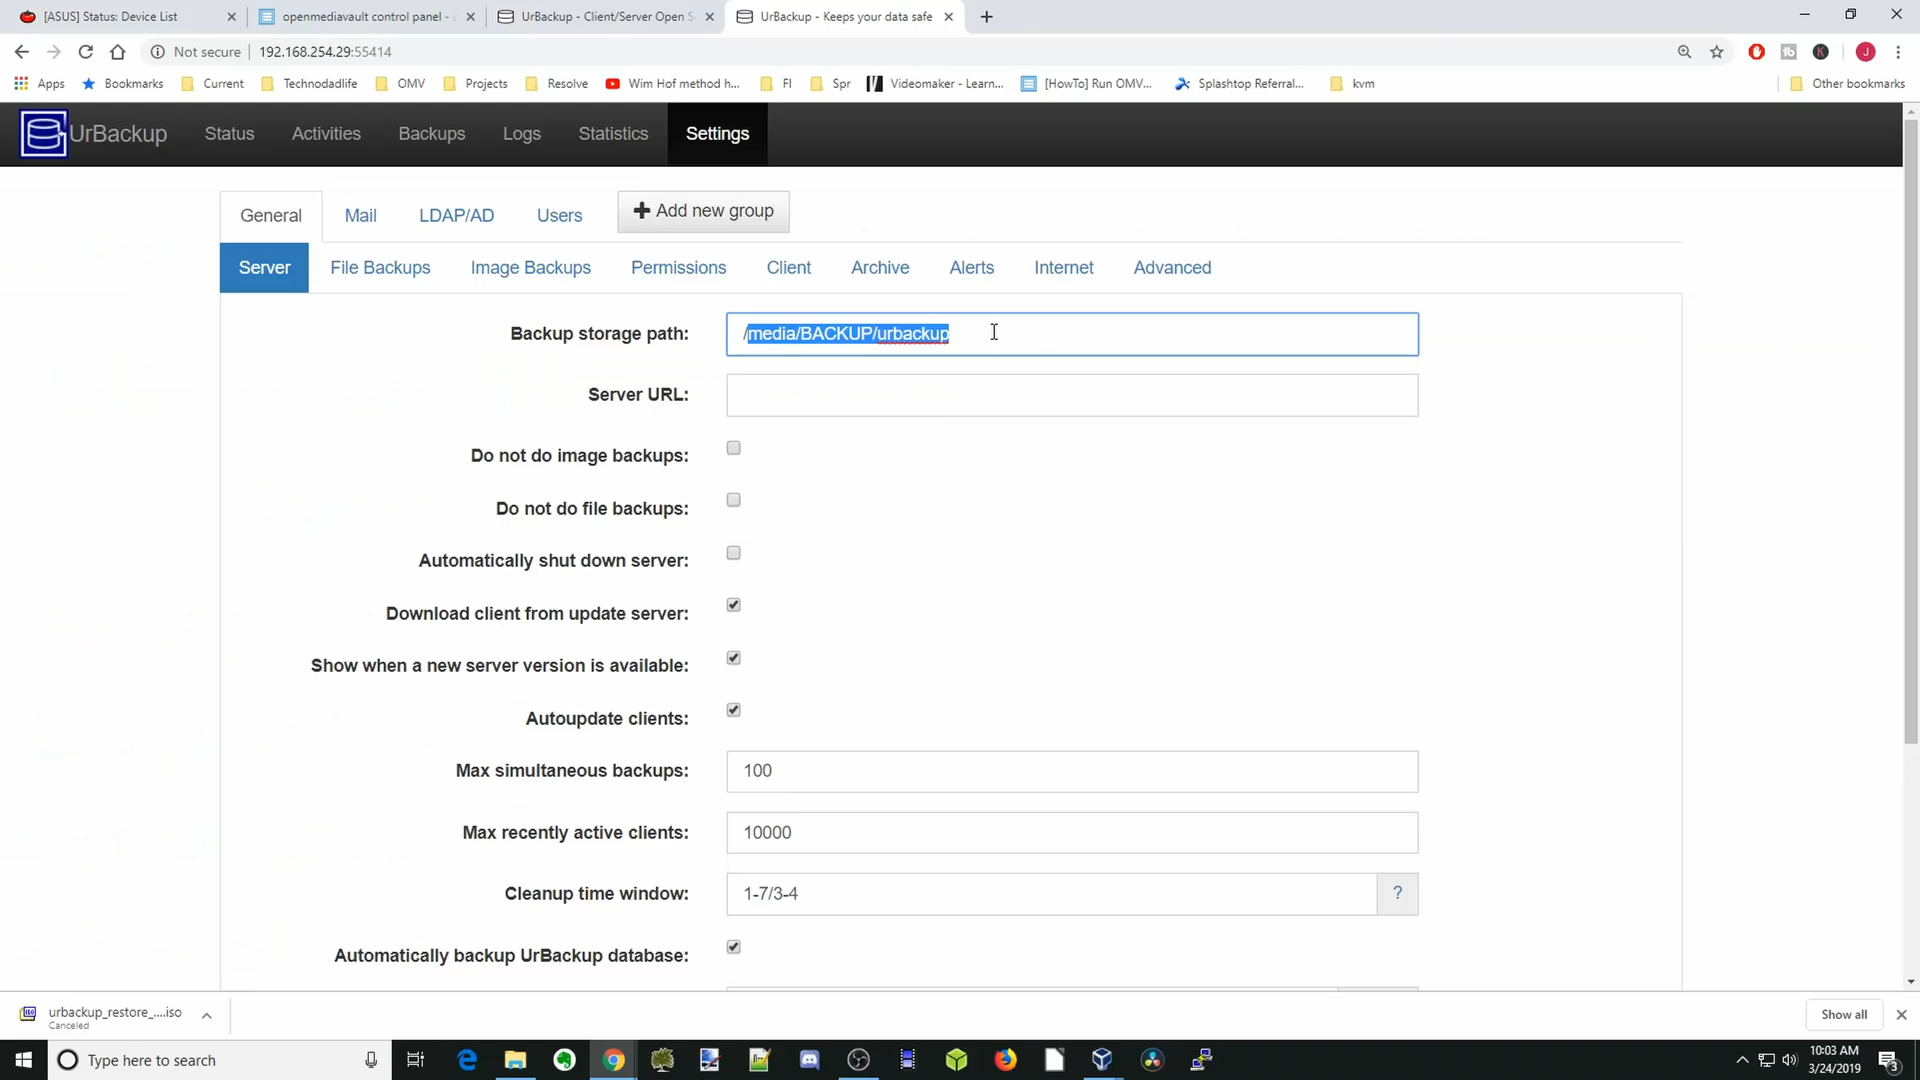 [ASUS] Status: Device List
openmediavault control panel -
UrBackup - Client/Server Open S
UrBackup - Keeps your data safe
Not secure
192.168.254.29:55414
Apps
Bookmarks
Current
Technodadlife
OMV
Projects
Resolve
Wim Hof method h...
FI
Spr
Videomaker - Learn...
[HowTo] Run OMV...
Splashtop Referral...
kvm
Other bookmarks
UrBackup
Status
Activities
Backups
Logs
Statistics
Settings
General
Mail
LDAP/AD
Users
Add new group
Server
File Backups
Image Backups
Permissions
Client
Archive
Alerts
Internet
Advanced
Backup storage path:
/media/BACKUP/urbackup
Server URL:
Do not do image backups:
Do not do file backups:
Automatically shut down server:
Download client from update server:
Show when a new server version is available:
Autoupdate clients:
Max simultaneous backups:
100
Max recently active clients:
10000
Cleanup time window:
1-7/3-4
?
Automatically backup UrBackup database:
urbackup_restore_....iso
Canceled
Show all
Type here to search
10:03 AM
3/24/2019
3